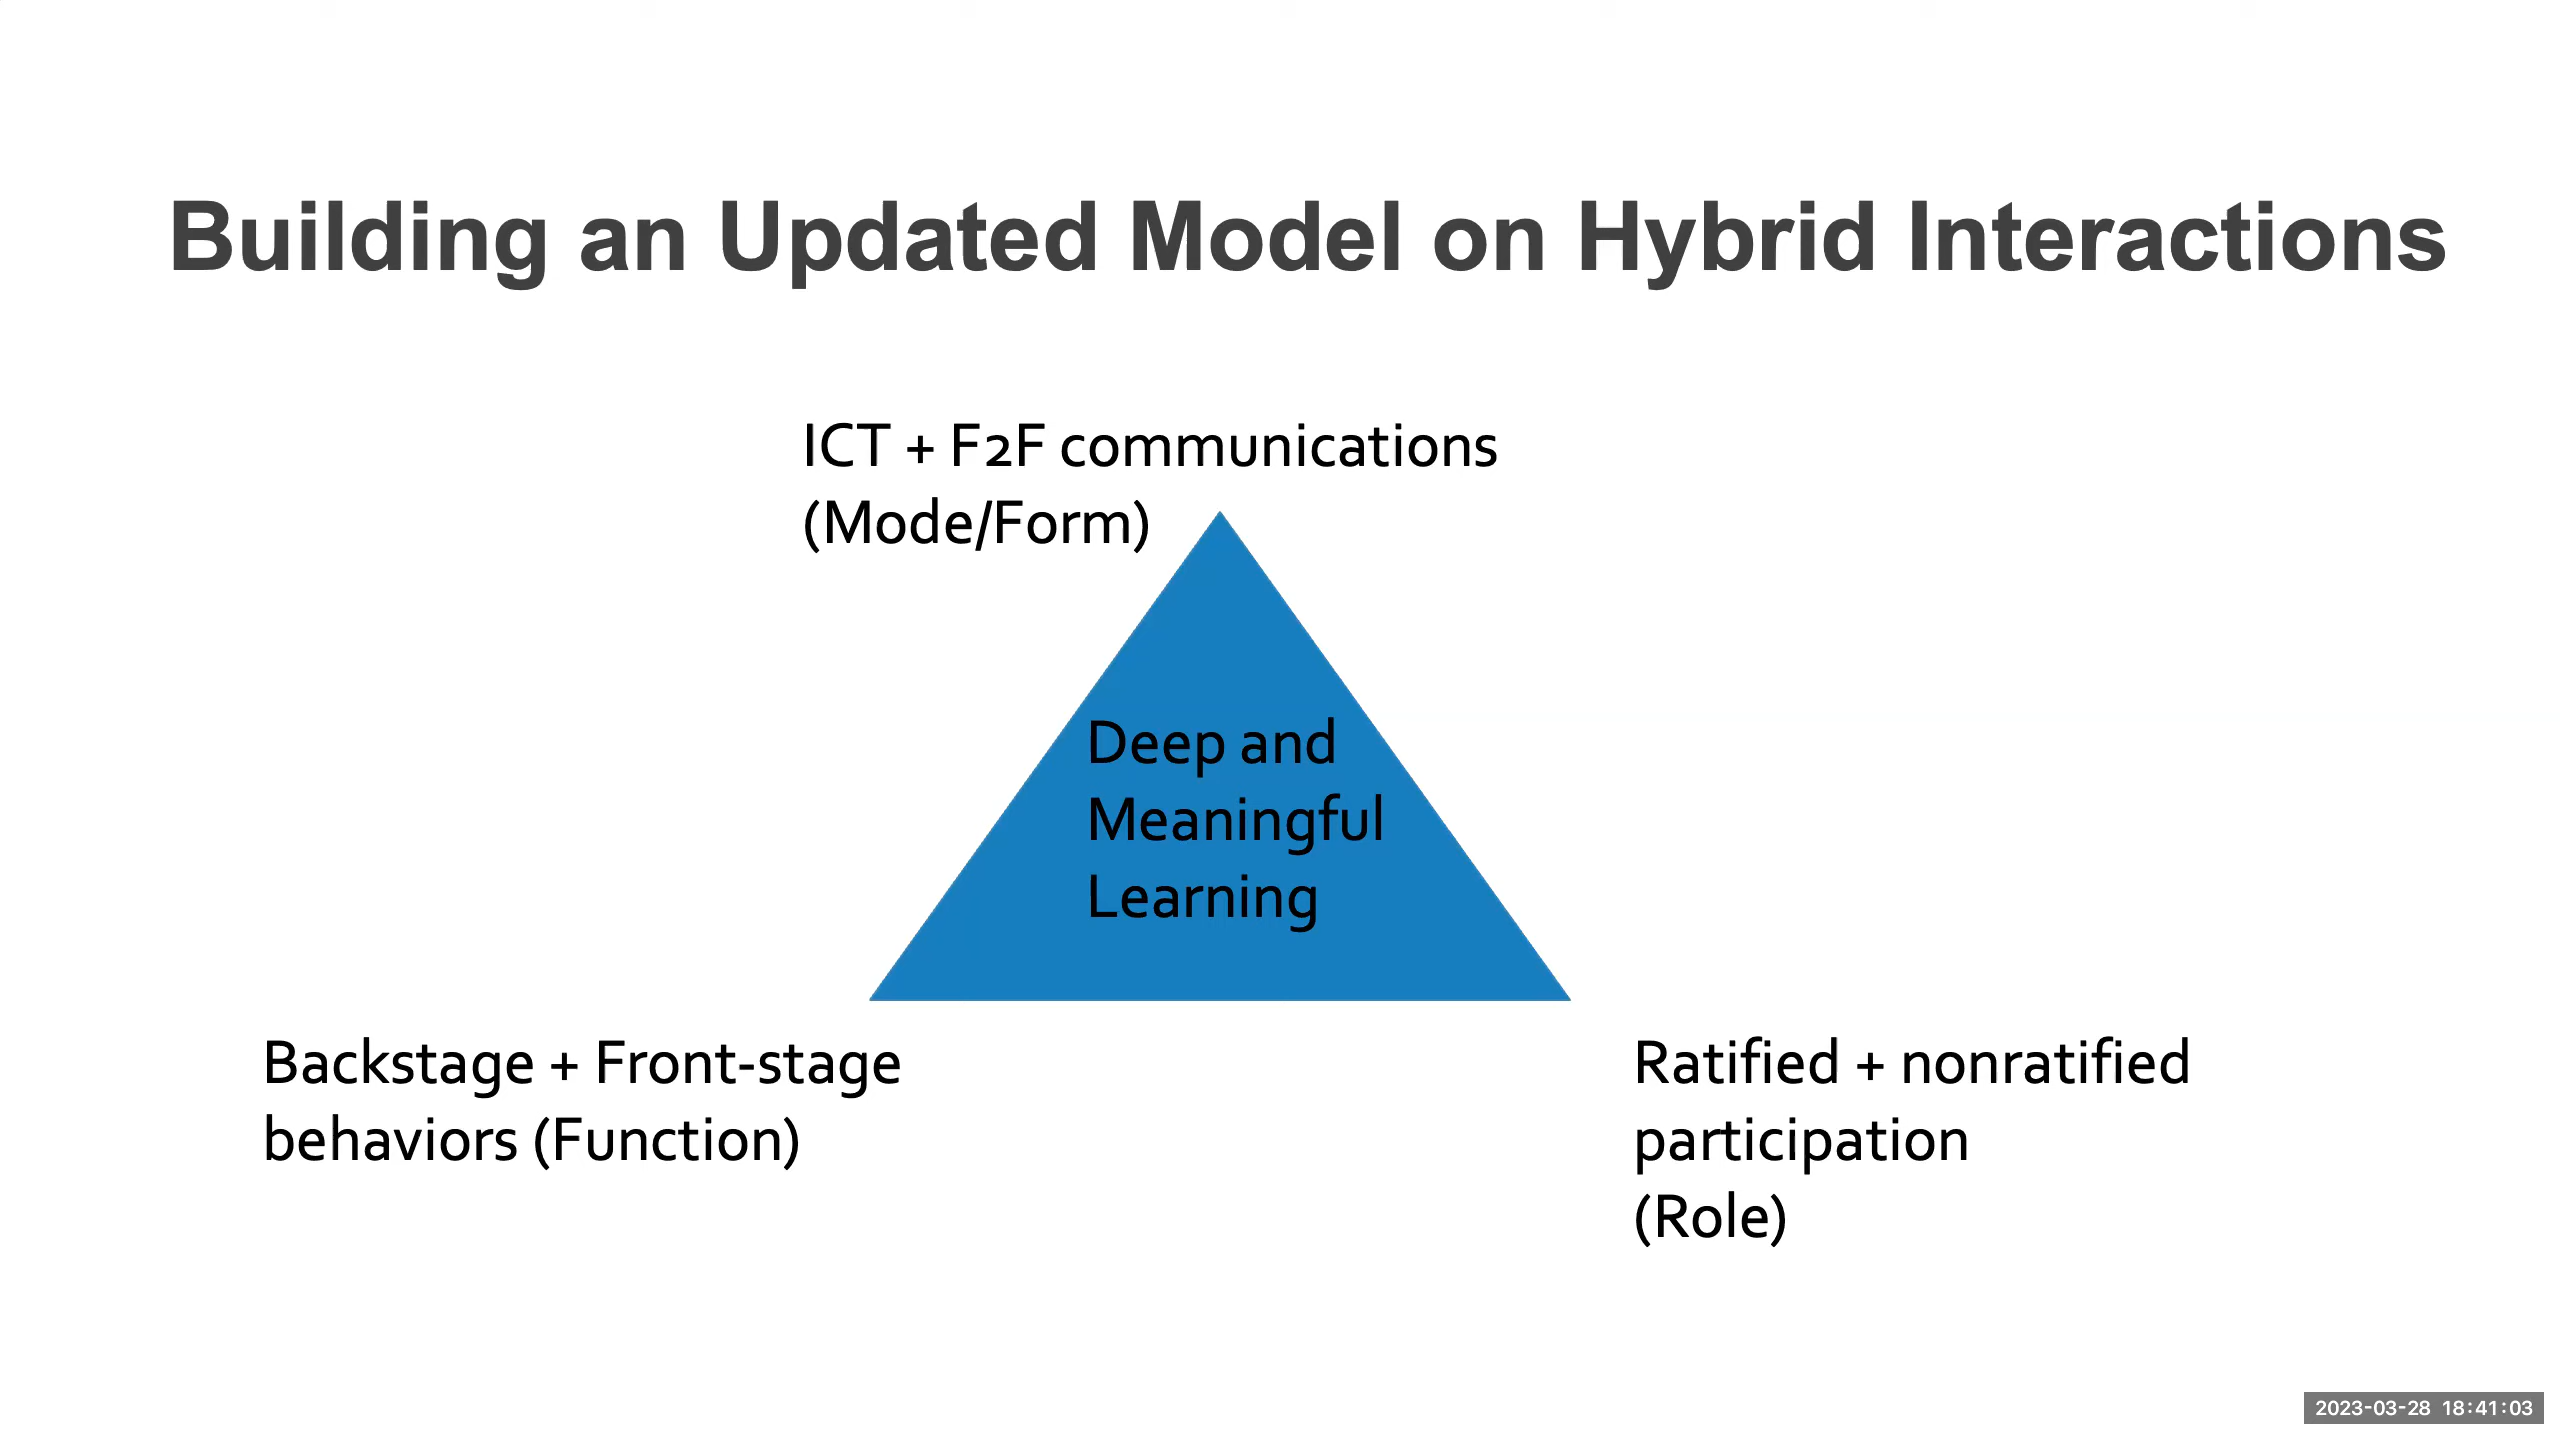 Building an Updated Model on Hybrid Interactions
ICT + F2F communications
(Mode/Form)
Deep and
Meaningful
Learning
Backstage + Front-stage
behaviors (Function)
Ratified + nonratified
participation
(Role)
2023-03-28 18:41:03